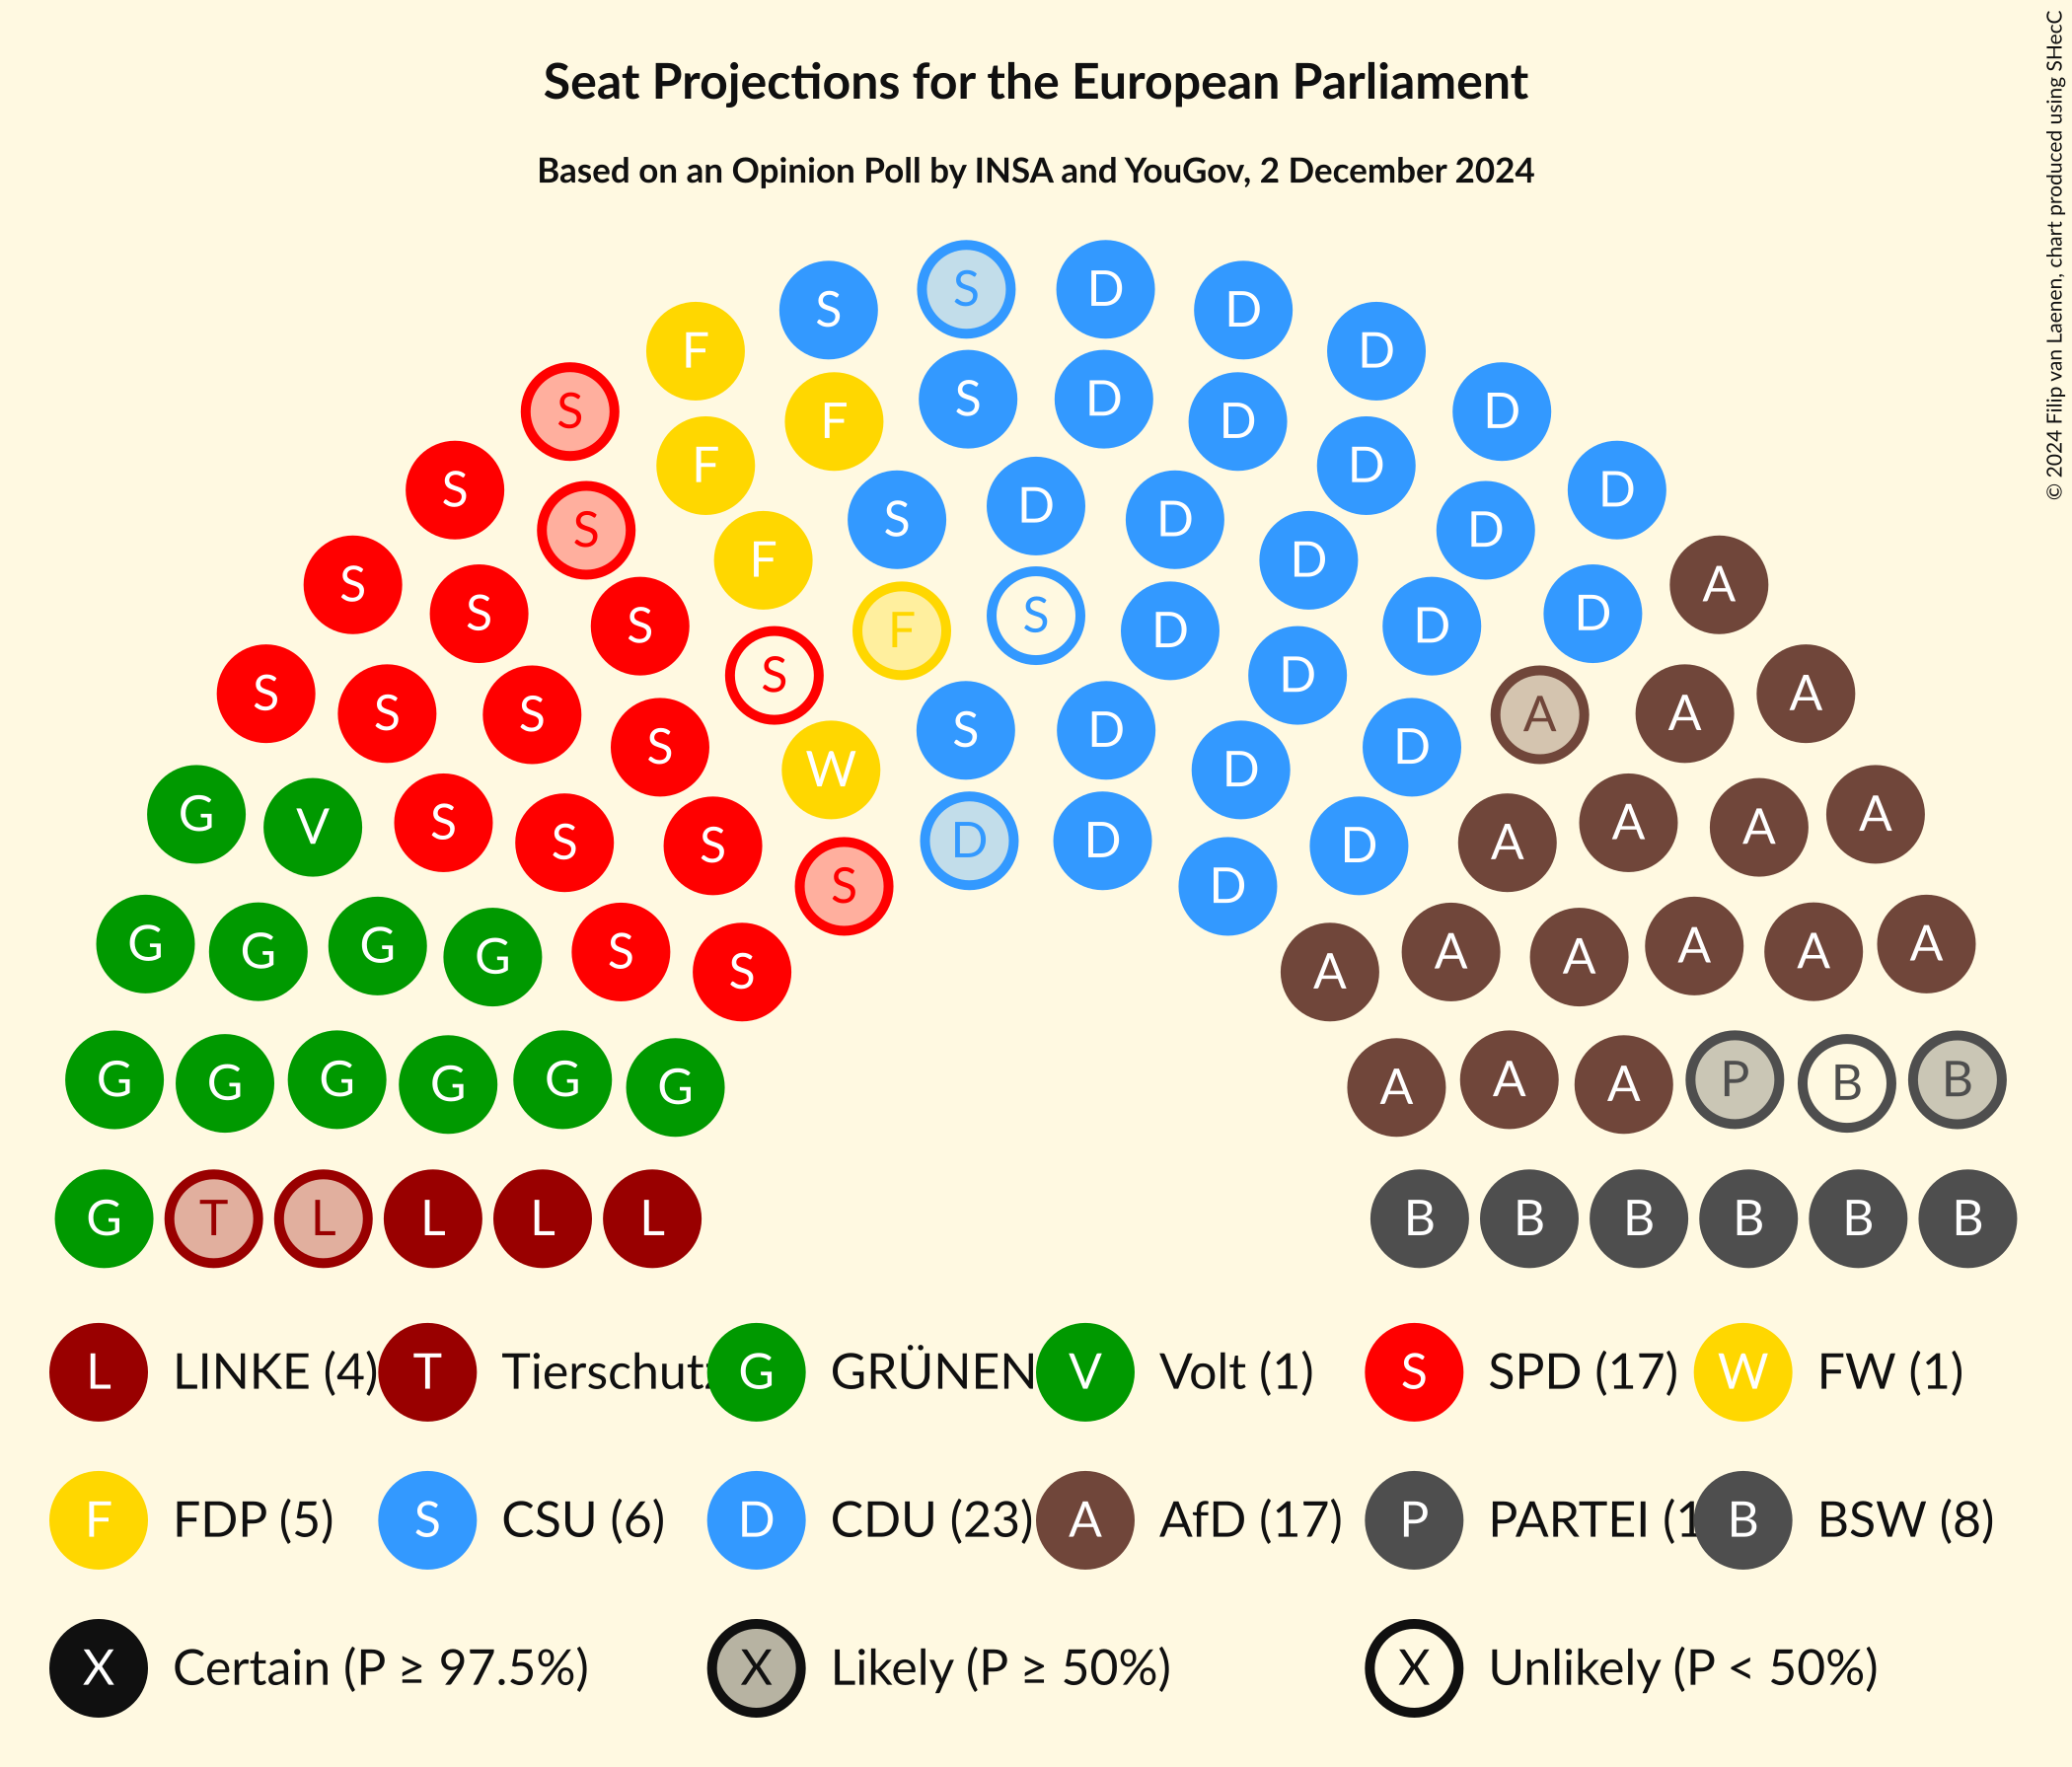 Seat Projections for the European Parliament
Based on an Opinion Poll by INSA and YouGov, 2 December 2024
© 2024 Filip van Laenen, chart produced using SHecC
S S D D
F D
S F S D D D
S F D D
S S F S D D D D
S S S F S D D D D A
S S S S S D D D A A A
G V S S S W D D A A A A
S S D D D
G G G G S S A A A A A A
G G G G G G A A A P B B
G T L L L L B B B B B B
L LINKE (4) T Tierschutz G GRÜNEN V Volt (1) S SPD (17) W FW (1)
F FDP (5) S CSU (6) D CDU (23) A AfD (17) P PARTEI (1 B BSW (8)
X Certain (P ≥ 97.5%) X Likely (P ≥ 50%) X Unlikely (P < 50%)